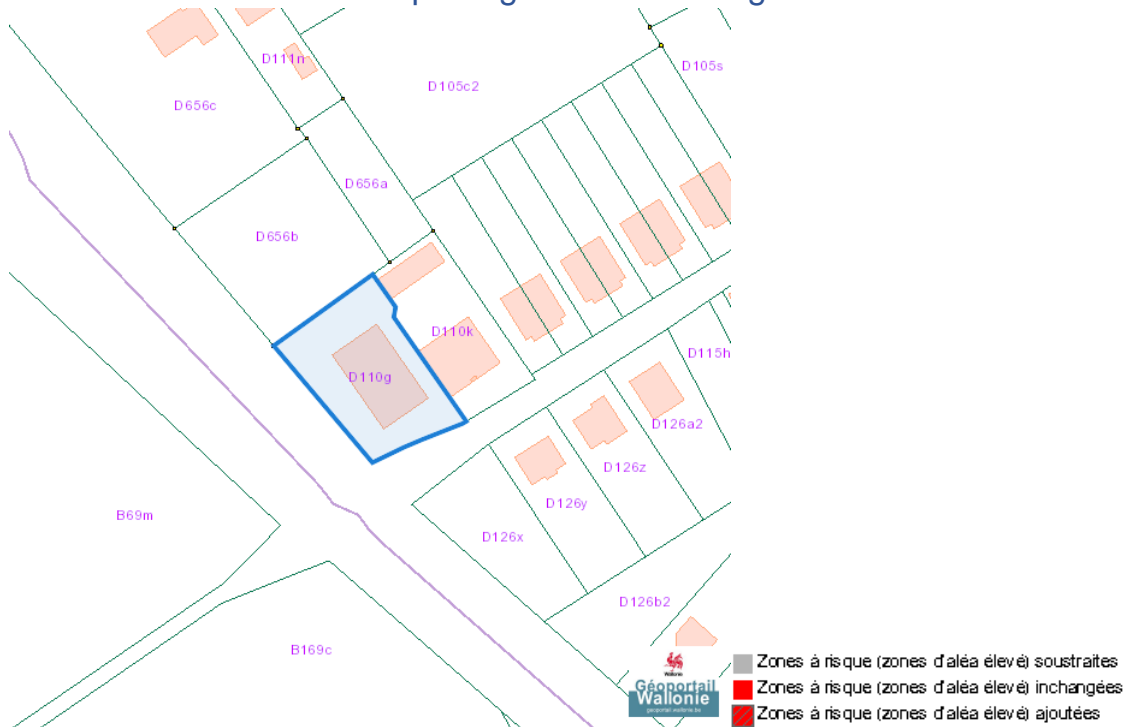 D111n
D105s
D105c2
D656c
D656a
D656b
D110k
D110g
D115h
D126a2
D126z
D126y
D126x
B69m
D126b2
B169c
Wallonie
Géoportail
Wallonie
geoportail.wallonie.be
Zones à risque (zones d'aléa élevé) soustraites
Zones à risque (zones d'aléa élevé) inchangées
Zones à risque (zones d'aléa élevé) ajoutées